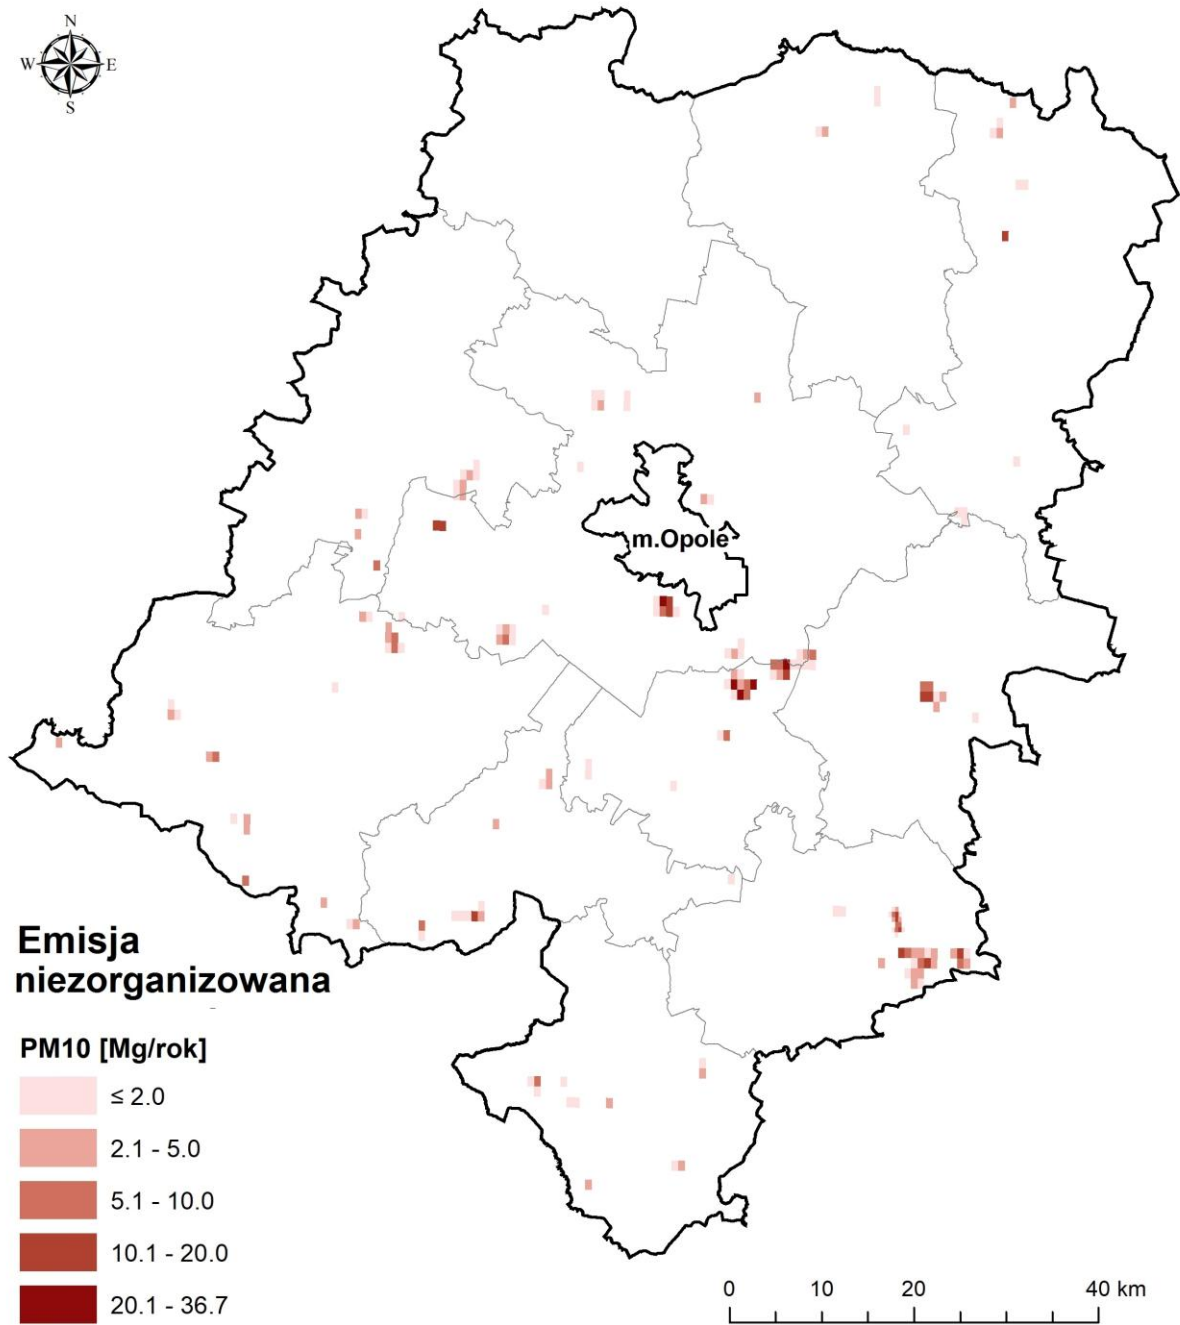 N
W E
S
m.Opole
Emisja
niezorganizowana
PM10 [Mg/rok]
≤ 2.0
2.1 - 5.0
5.1 - 10.0
10.1 - 20.0
20.1 - 36.7
0 10 20 40 km